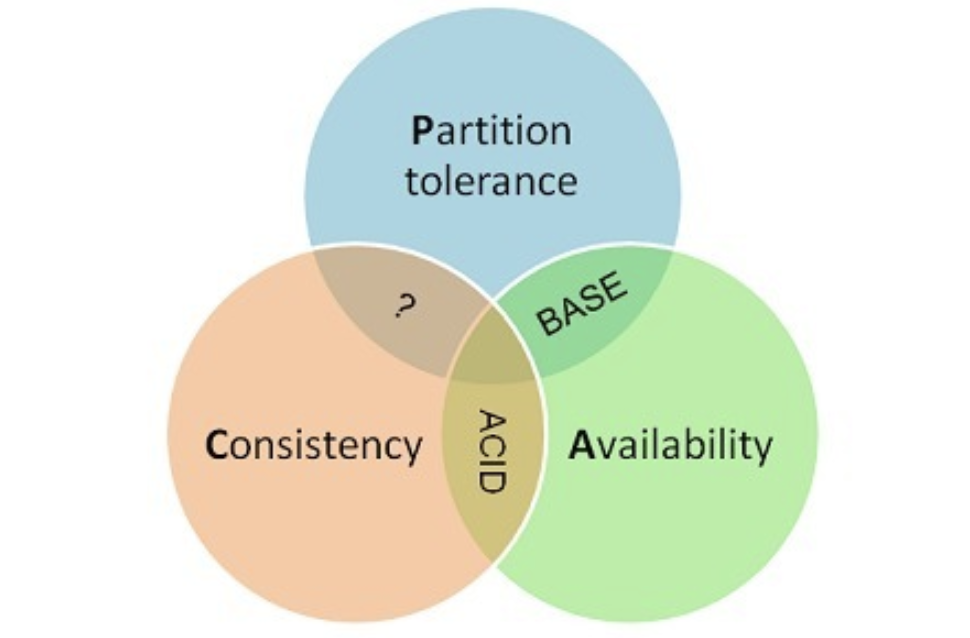 Partition
tolerance
?
BASE
Consistency
ACID
Availability